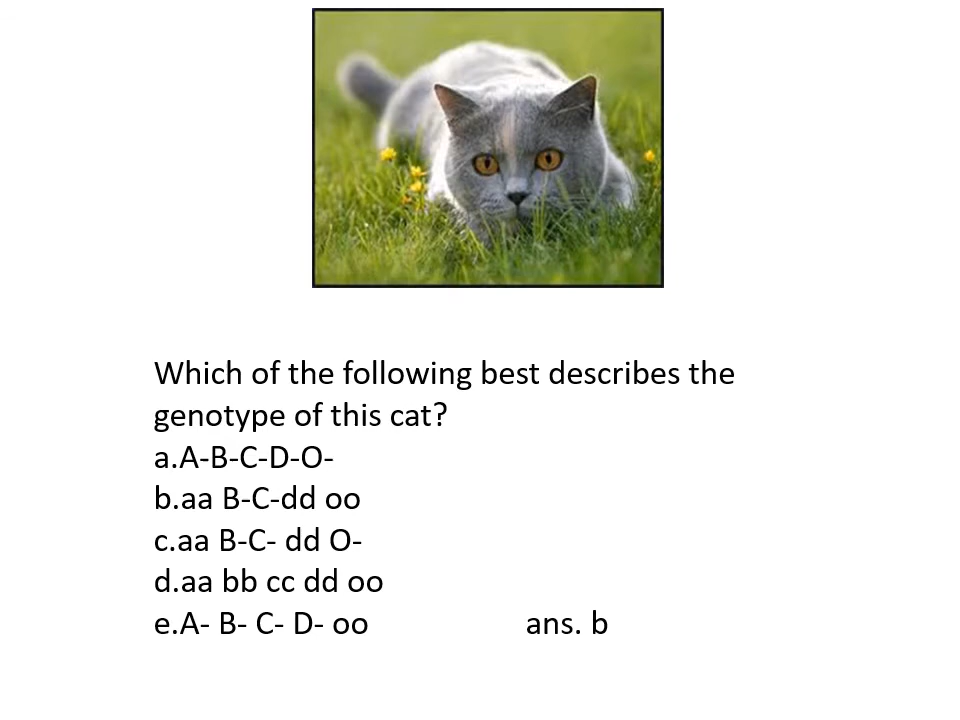 Which of the following best describes the
genotype of this cat?
a.A-B-C-D-O-
b.aa B-C-dd oo
c.aa B-C- dd O-
d.aa bb cc dd oo
e.A- B- C- D- oo ans. b